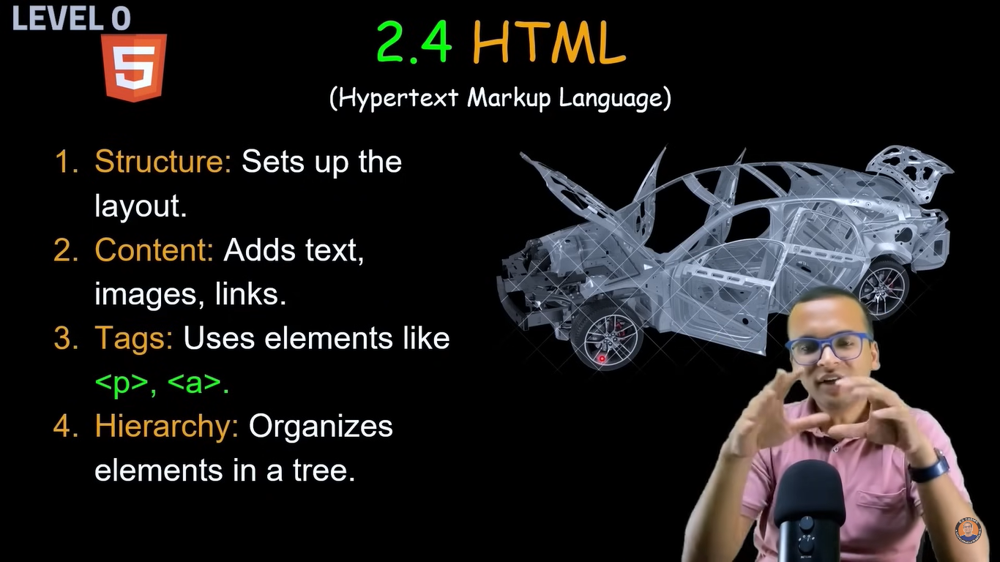 LEVEL 0
5
2.4 HTML
(Hypertext Markup Language)
1. Structure: Sets up the
layout.
2. Content: Adds text,
images, links.
3. Tags: Uses elements like
<p>, <a>.
4. Hierarchy: Organizes
elements in a tree.